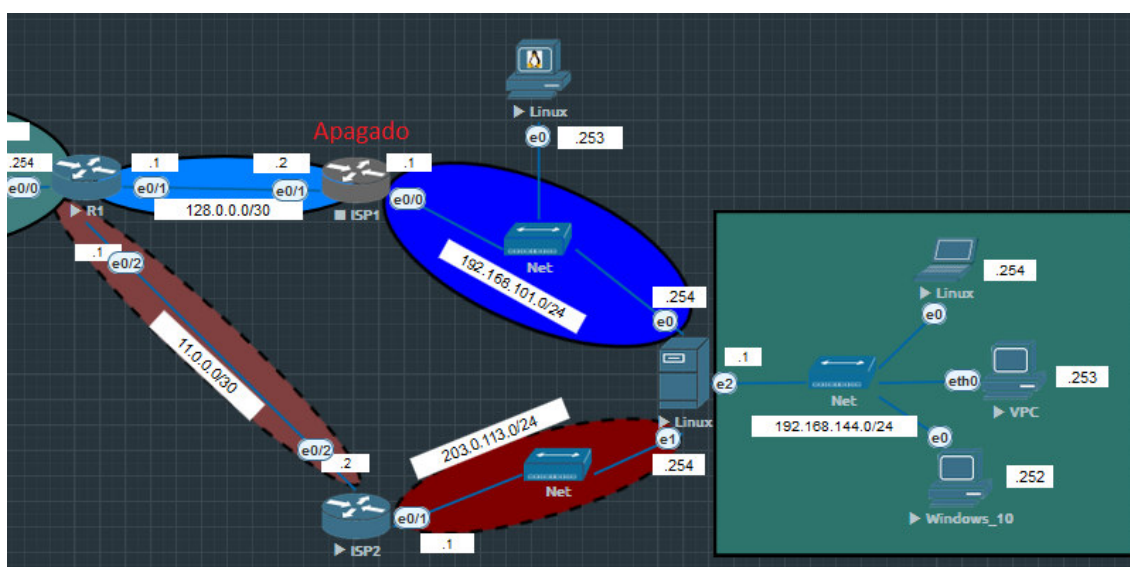 Linux
Apagado
e0
.253
.254
.1
.2
.1
e0/0
e0/1
e0/1
e0/0
R1
128.0.0.0/30
ISP1
.1
e0/2
Net
192.168.101.0/24
.254
e0
Linux
.254
e0
.1
e2
Net
eth0
.253
VPC
192.168.144.0/24
e0
.252
Windows_10
Linux
e1
.254
11.0.0.0/30
203.0.113.0/24
e0/2
.2
Net
e0/1
.1
ISP2